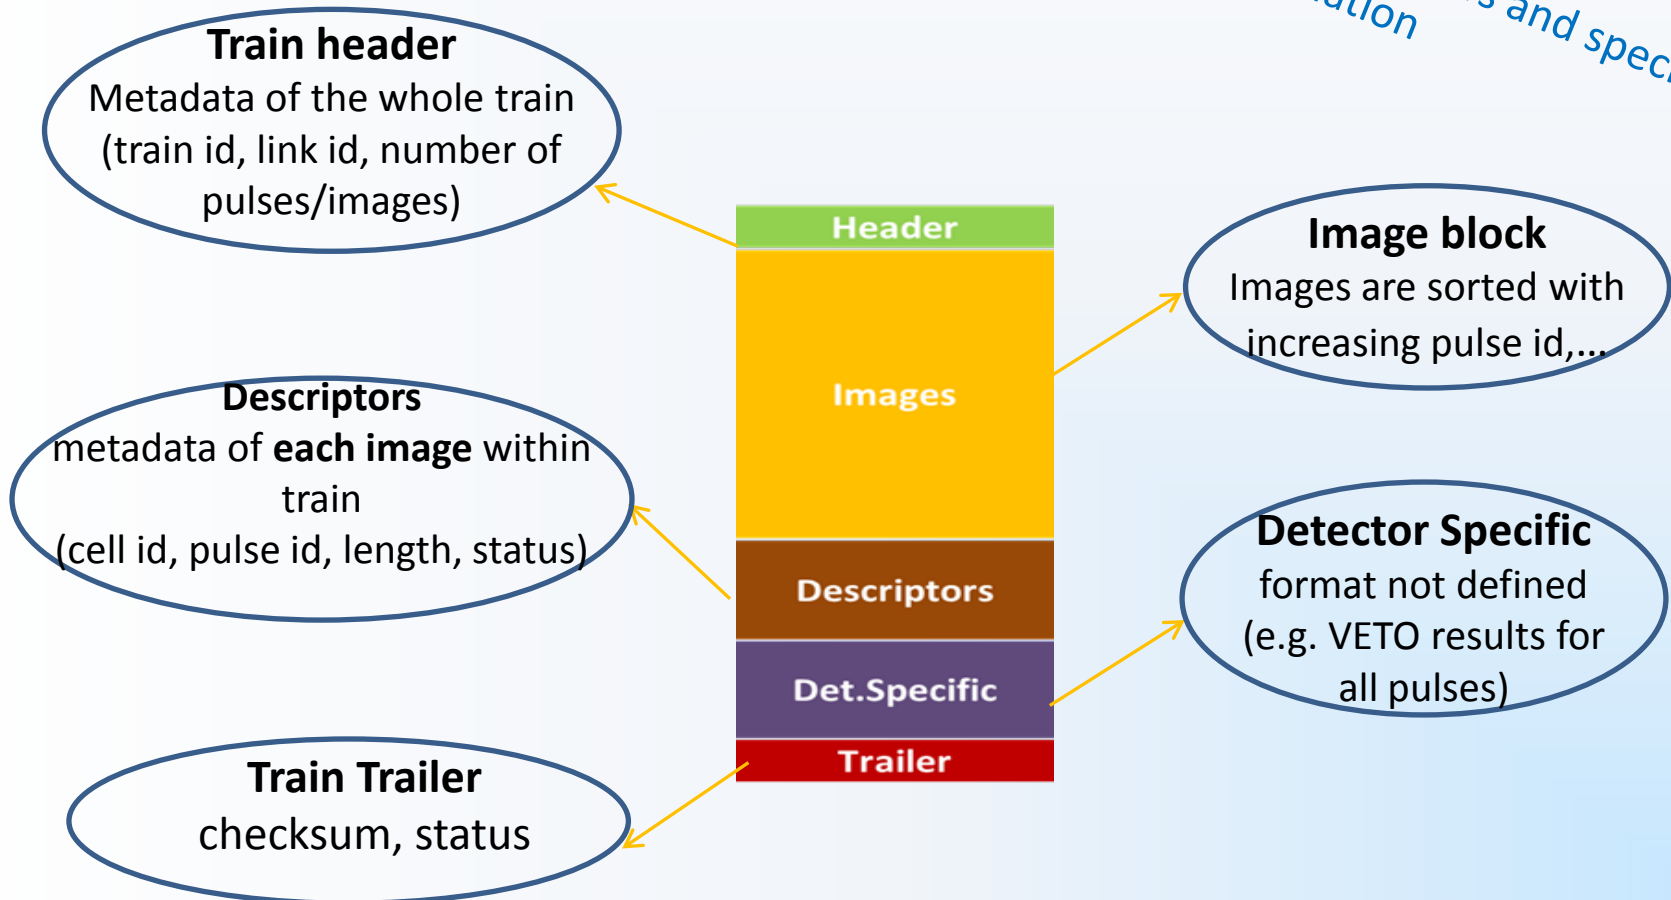 and speci
Train header
Metadata of the whole train
(train id, link id, number of
pulses/images)
Header
Image block
Images are sorted with
increasing pulse id,...
Images
Descriptors
metadata of each image within
train
(cell id, pulse id, length, status)
Descriptors
Detector Specific
format not defined
(e.g. VETO results for
all pulses)
Det.Specific
Train Trailer
checksum, status
Trailer